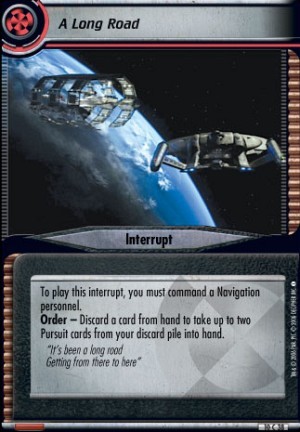 A Long Road
Interrupt
To play this interrupt, you must command a Navigation
personnel.
Order – Discard a card from hand to take up to two
Pursuit cards from your discard pile into hand.
"It's been a long road
Getting from there to here"
10 C 38